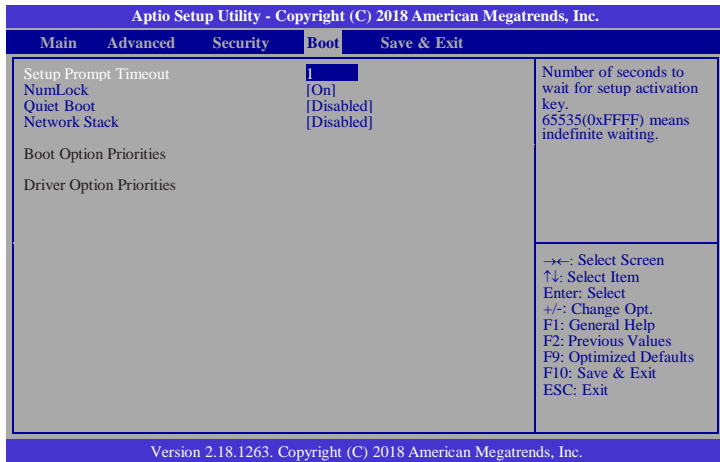 Aptio Setup Utility - Copyright (C) 2018 American Megatrends, Inc.
Main Advanced Security Boot Save & Exit
Setup Prompt Timeout 1
NumLock [On]
Quiet Boot [Disabled]
Network Stack [Disabled]
Boot Option Priorities
Driver Option Priorities
Number of seconds to
wait for setup activation
key.
65535(0xFFFF) means
indefinite waiting.
→←: Select Screen
↑↓: Select Item
Enter: Select
+/-: Change Opt.
F1: General Help
F2: Previous Values
F9: Optimized Defaults
F10: Save & Exit
ESC: Exit
Version 2.18.1263. Copyright (C) 2018 American Megatrends, Inc.